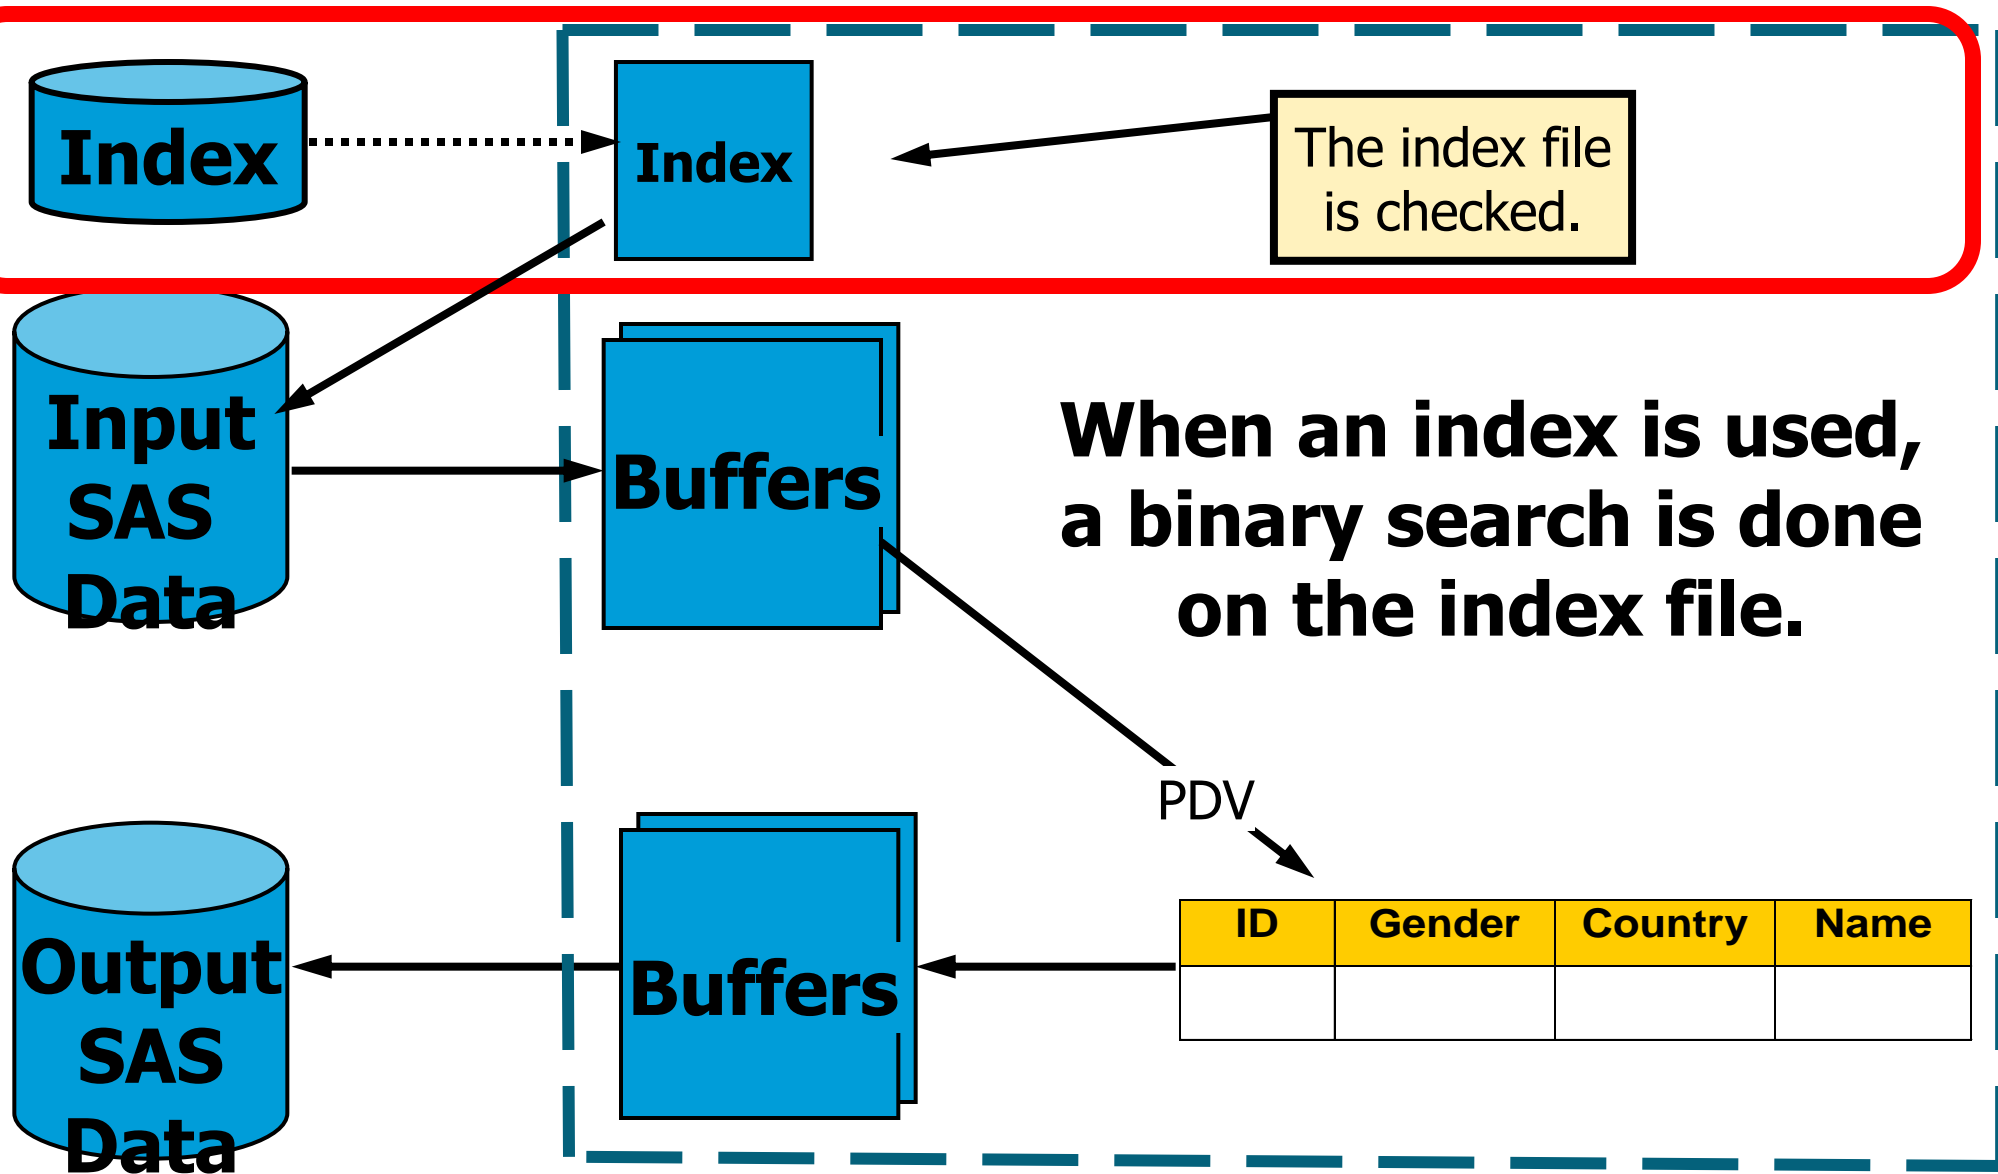 Index
Index
The index file
is checked.
Input
SAS
Data
Buffers
When an index is used,
a binary search is done
on the index file.
PDV
ID Gender Country Name
Output
SAS
Data
Buffers